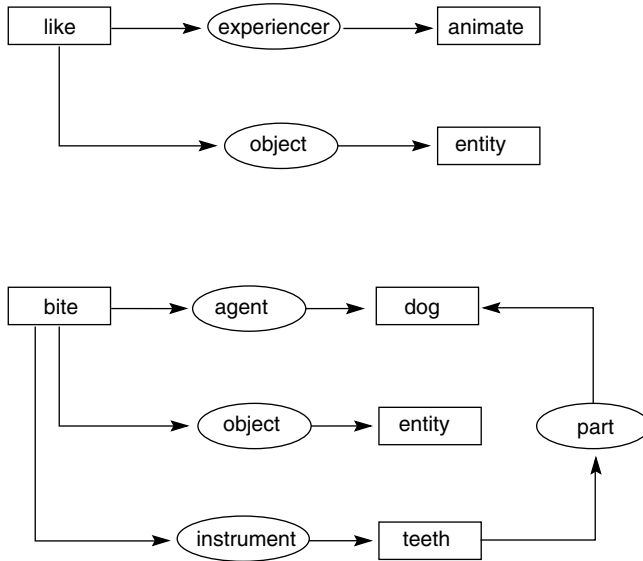 like experiencer animate
object entity
bite agent dog
object entity part
instrument teeth